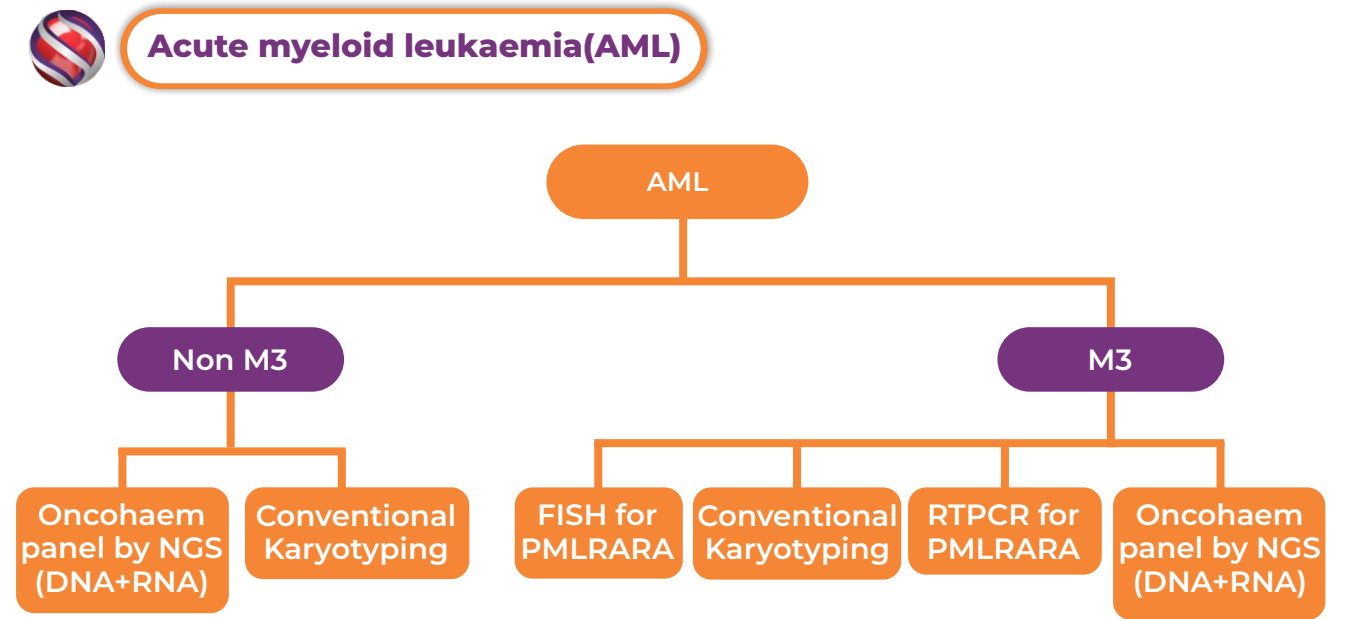 Acute myeloid leukaemia(AML)
AML
Non M3
M3
Oncohaem
panel by NGS
(DNA+RNA)
Conventional
Karyotyping
FISH for
PMLRARA
Conventional
Karyotyping
RTPCR for
PMLRARA
Oncohaem
panel by NGS
(DNA+RNA)